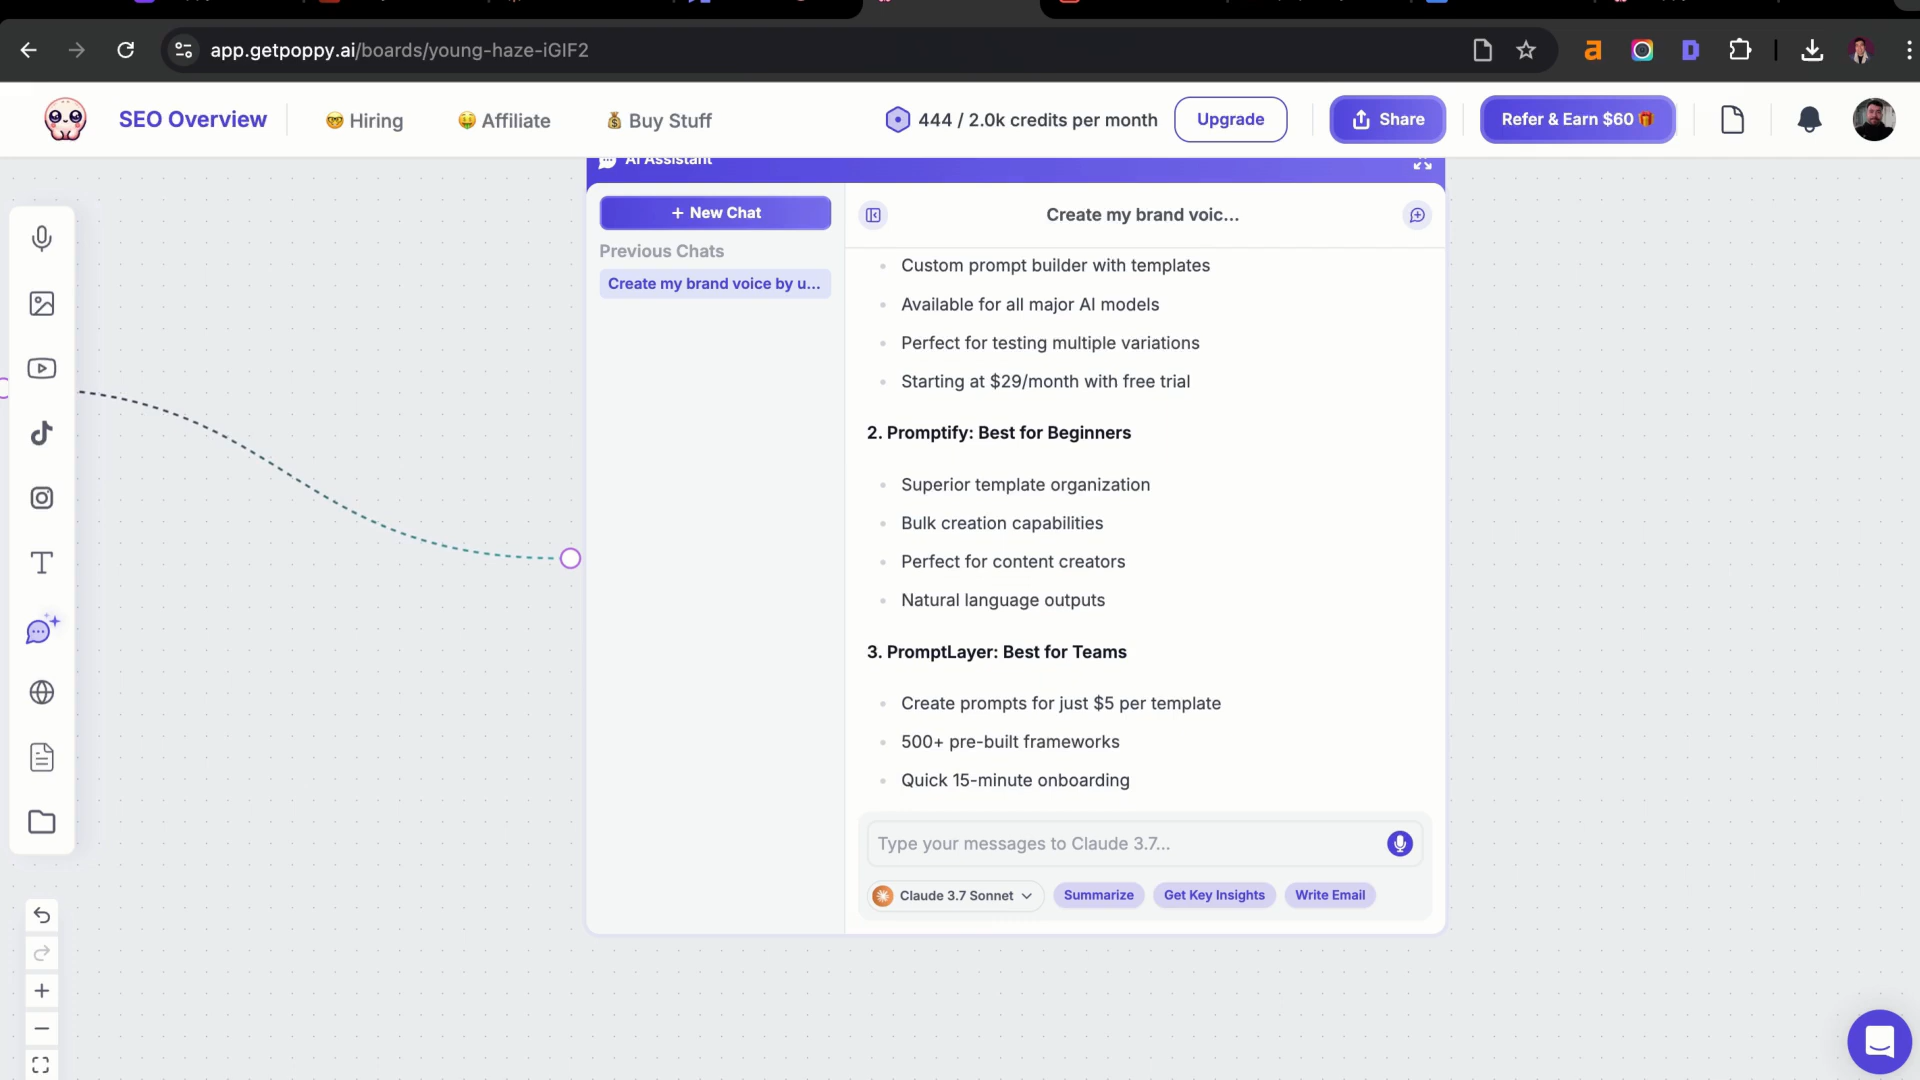 app.getpoppy.ai/boards/young-haze-iGIF2
SEO Overview
🤓 Hiring
🤑 Affiliate
💰 Buy Stuff
444 / 2.0k credits per month
Upgrade
Share
Refer & Earn $60 🎁
AI Assistant
+ New Chat
Previous Chats
Create my brand voice by u...
Create my brand voic...
Custom prompt builder with templates
Available for all major AI models
Perfect for testing multiple variations
Starting at $29/month with free trial
2. Promptify: Best for Beginners
Superior template organization
Bulk creation capabilities
Perfect for content creators
Natural language outputs
3. PromptLayer: Best for Teams
Create prompts for just $5 per template
500+ pre-built frameworks
Quick 15-minute onboarding
Type your messages to Claude 3.7...
Claude 3.7 Sonnet
Summarize
Get Key Insights
Write Email